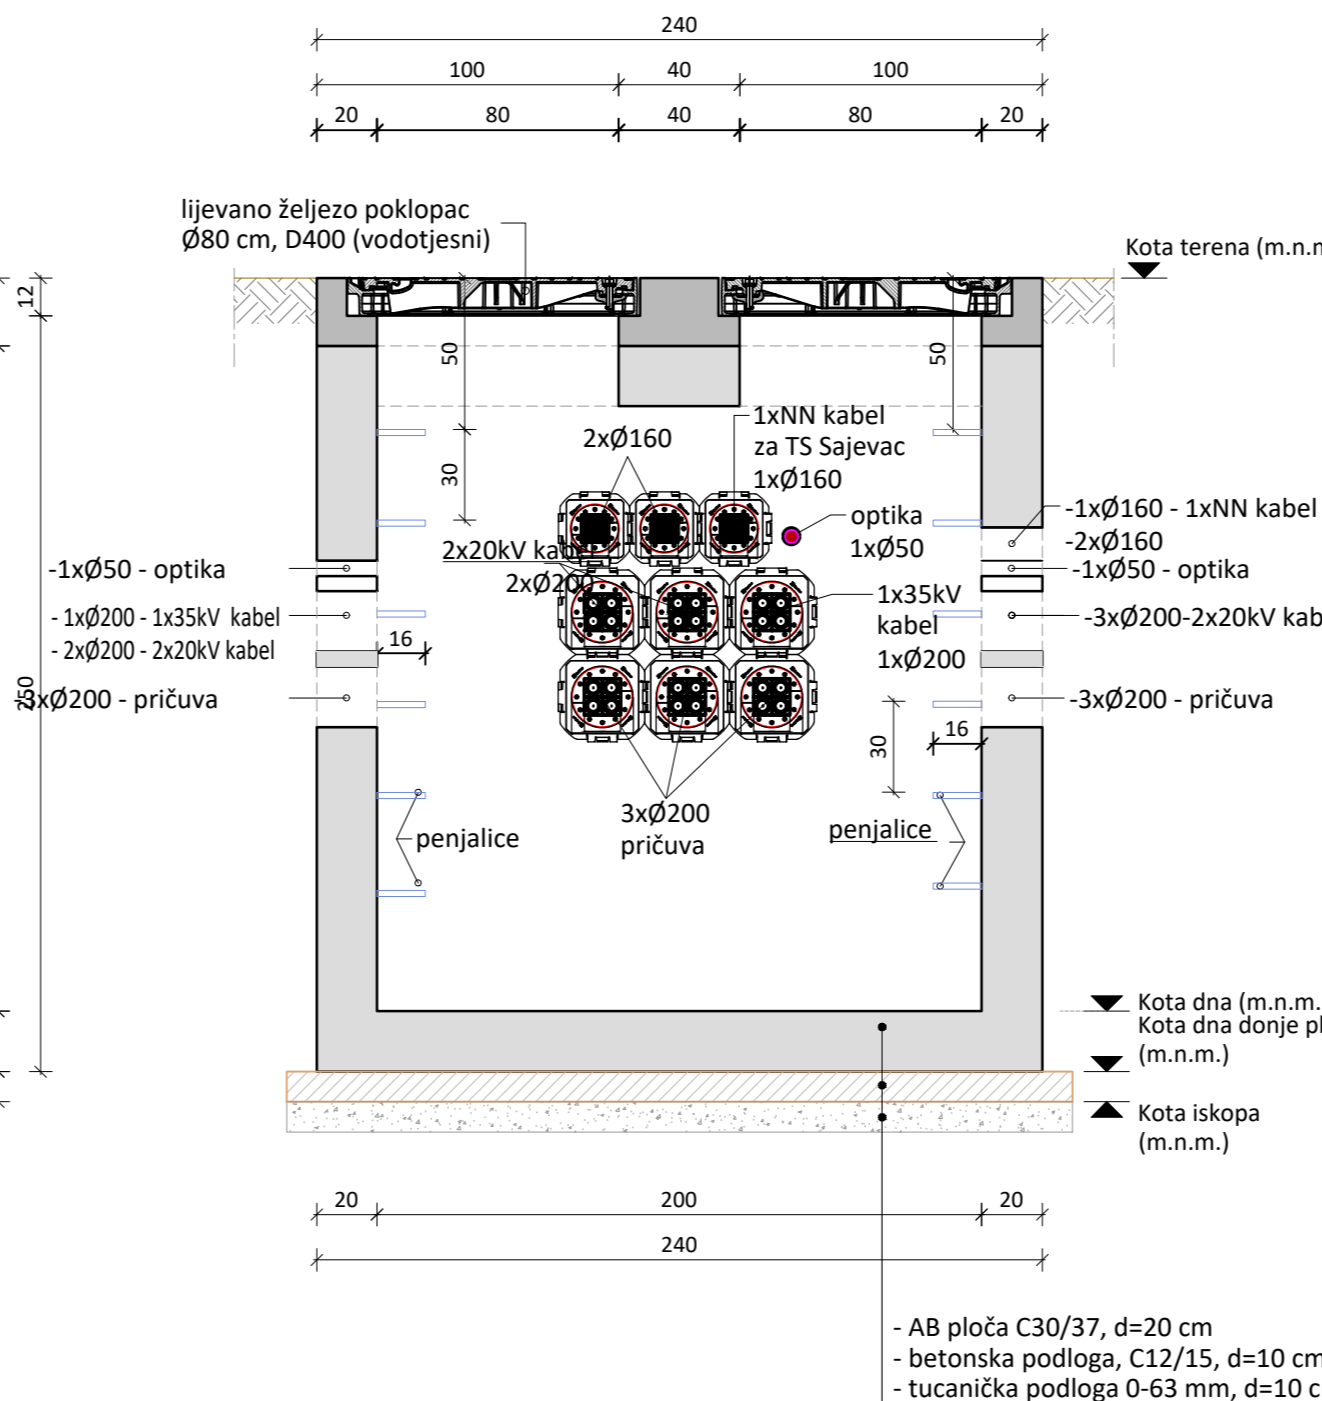 240
100 40 100
20 80 40 80 20
lijevano željezo poklopac
Ø80 cm, D400 (vodotjesni)
Kota terena (m.n.m
12
50
50
30
2xØ160
1xNN kabel
za TS Sajevac
1xØ160
optika
1xØ50
2x20kV kabel
2xØ200
1x35kV
kabel
1xØ200
-1xØ160 - 1xNN kabel
-2xØ160
-1xØ50 - optika
-3xØ200-2x20kV kab
-3xØ200 - pričuva
-1xØ50 - optika
- 1xØ200 - 1x35kV kabel
- 2xØ200 - 2x20kV kabel
-3xØ200 - pričuva
250
16
16
30
3xØ200
pričuva
penjalice
penjalice
Kota dna (m.n.m.
Kota dna donje pl
(m.n.m.)
Kota iskopa
(m.n.m.)
20 200 20
240
- AB ploča C30/37, d=20 cm
- betonska podloga, C12/15, d=10 cm
- tucanička podloga 0-63 mm, d=10 c